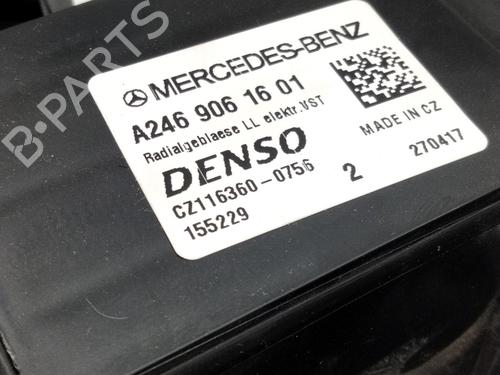 MERCEDES-BENZ
A246 906 16 01
Radialgeblaese LL elektr.VST
DENSO
MADE IN CZ
CZ116360-0756
2
270417
155229
B-PARTS